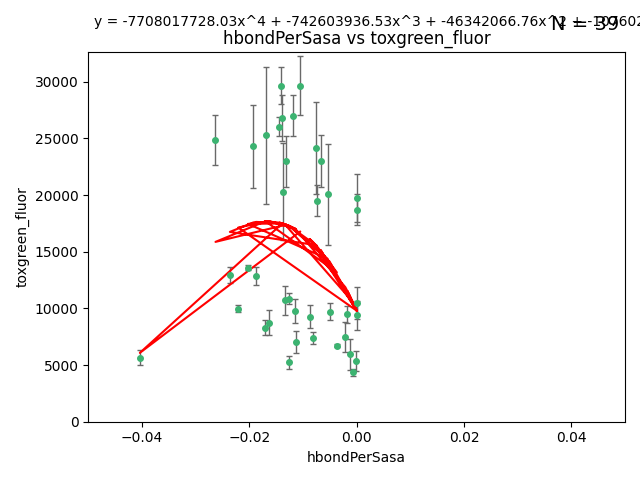 y = -7708017728.03x^4 + -742603936.53x^3 + -46342066.76x^2 +
N = 39
hbondPerSasa vs toxgreen_fluor
30000
25000
20000
15000
10000
5000
0
toxgreen_fluor
−0.04
−0.02
0.00
0.02
0.04
hbondPerSasa